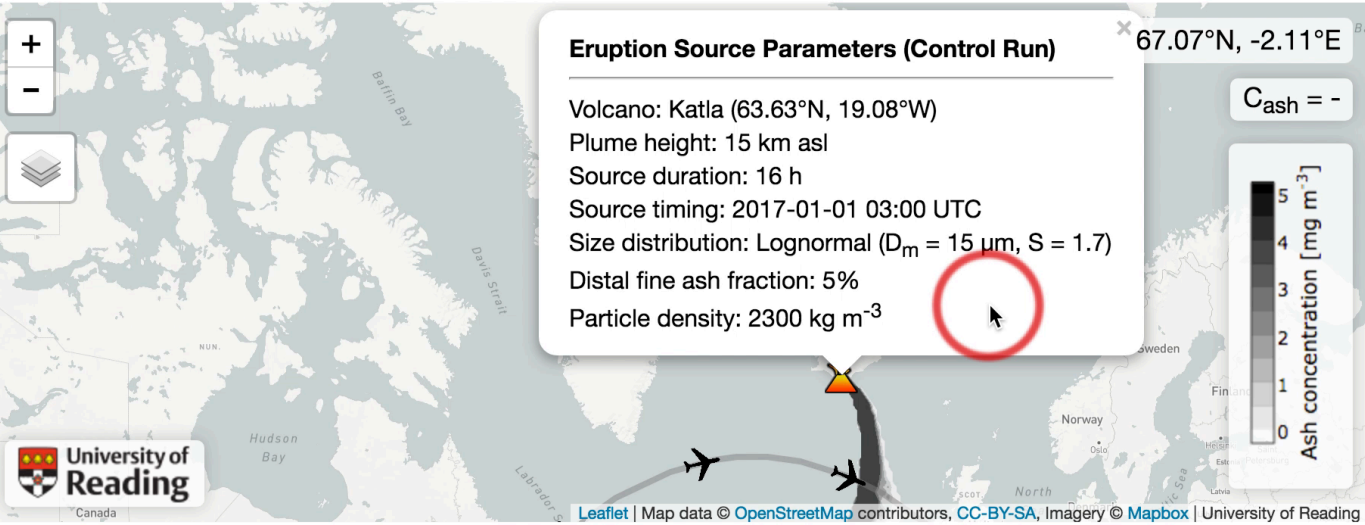 +
−
Baffin Bay
Davis Strait
NUN.
Hudson
Bay
Canada
University of
Reading
Eruption Source Parameters (Control Run)
×
Volcano: Katla (63.63°N, 19.08°W)
Plume height: 15 km asl
Source duration: 16 h
Source timing: 2017-01-01 03:00 UTC
Size distribution: Lognormal (Dm = 15 μm, S = 1.7)
Distal fine ash fraction: 5%
Particle density: 2300 kg m-3
67.07°N, -2.11°E
Cash = -
5
4
3
2
1
0
Ash concentration [mg m-3]
Sweden
Norway
Oslo
SCOT.
North
Latvia
Leaflet | Map data © OpenStreetMap contributors, CC-BY-SA, Imagery © Mapbox | University of Reading